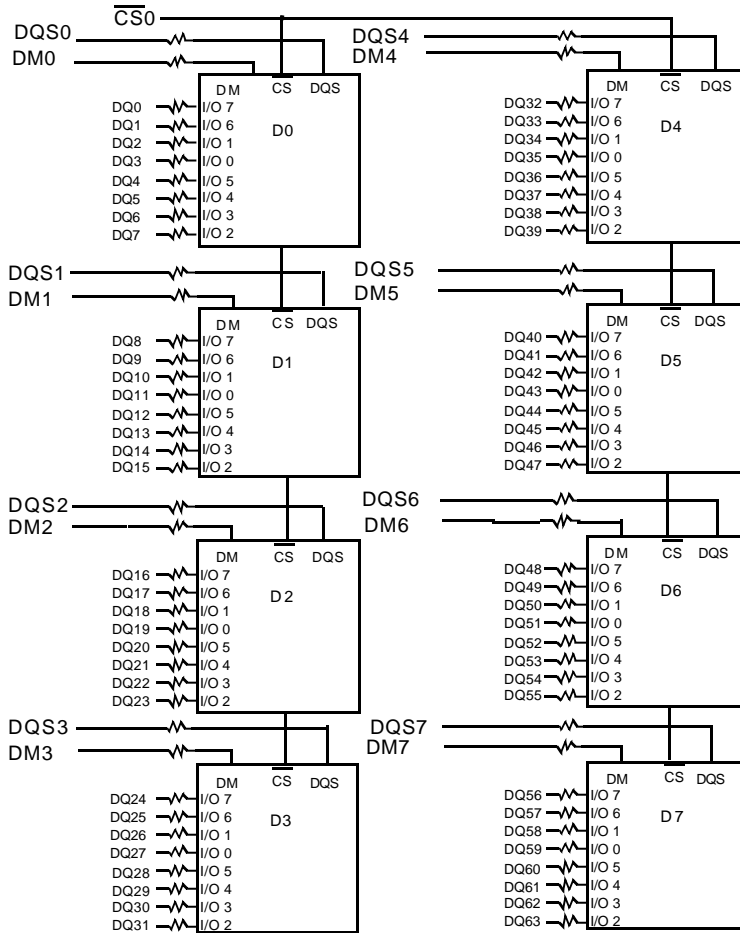 CS0
DQS0
DM0
DM CS DQS
D0
DQ0 I/O 7
DQ1 I/O 6
DQ2 I/O 1
DQ3 I/O 0
DQ4 I/O 5
DQ5 I/O 4
DQ6 I/O 3
DQ7 I/O 2
DQS1
DM1
DM CS DQS
D1
DQ8 I/O 7
DQ9 I/O 6
DQ10 I/O 1
DQ11 I/O 0
DQ12 I/O 5
DQ13 I/O 4
DQ14 I/O 3
DQ15 I/O 2
DQS2
DM2
DM CS DQS
D2
DQ16 I/O 7
DQ17 I/O 6
DQ18 I/O 1
DQ19 I/O 0
DQ20 I/O 5
DQ21 I/O 4
DQ22 I/O 3
DQ23 I/O 2
DQS3
DM3
DM CS DQS
D3
DQ24 I/O 7
DQ25 I/O 6
DQ26 I/O 1
DQ27 I/O 0
DQ28 I/O 5
DQ29 I/O 4
DQ30 I/O 3
DQ31 I/O 2
DQS4
DM4
DM CS DQS
D4
DQ32 I/O 7
DQ33 I/O 6
DQ34 I/O 1
DQ35 I/O 0
DQ36 I/O 5
DQ37 I/O 4
DQ38 I/O 3
DQ39 I/O 2
DQS5
DM5
DM CS DQS
D5
DQ40 I/O 7
DQ41 I/O 6
DQ42 I/O 1
DQ43 I/O 0
DQ44 I/O 5
DQ45 I/O 4
DQ46 I/O 3
DQ47 I/O 2
DQS6
DM6
DM CS DQS
D6
DQ48 I/O 7
DQ49 I/O 6
DQ50 I/O 1
DQ51 I/O 0
DQ52 I/O 5
DQ53 I/O 4
DQ54 I/O 3
DQ55 I/O 2
DQS7
DM7
DM CS DQS
D7
DQ56 I/O 7
DQ57 I/O 6
DQ58 I/O 1
DQ59 I/O 0
DQ60 I/O 5
DQ61 I/O 4
DQ62 I/O 3
DQ63 I/O 2